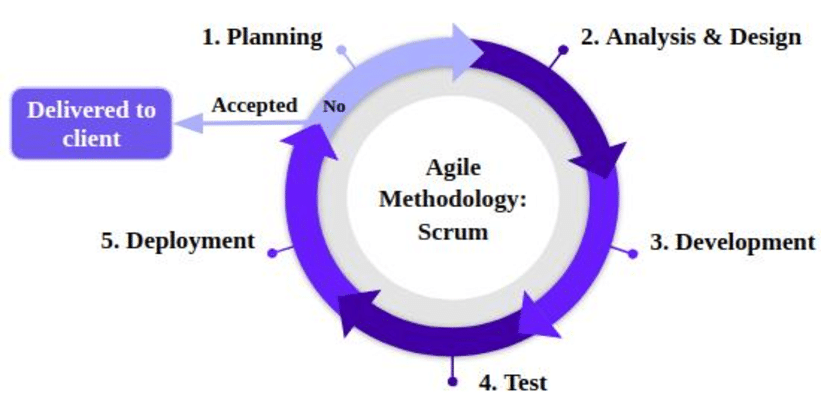 1. Planning
2. Analysis & Design
Accepted
No
Delivered to
client
Agile
Methodology:
Scrum
5. Deployment
3. Development
4. Test